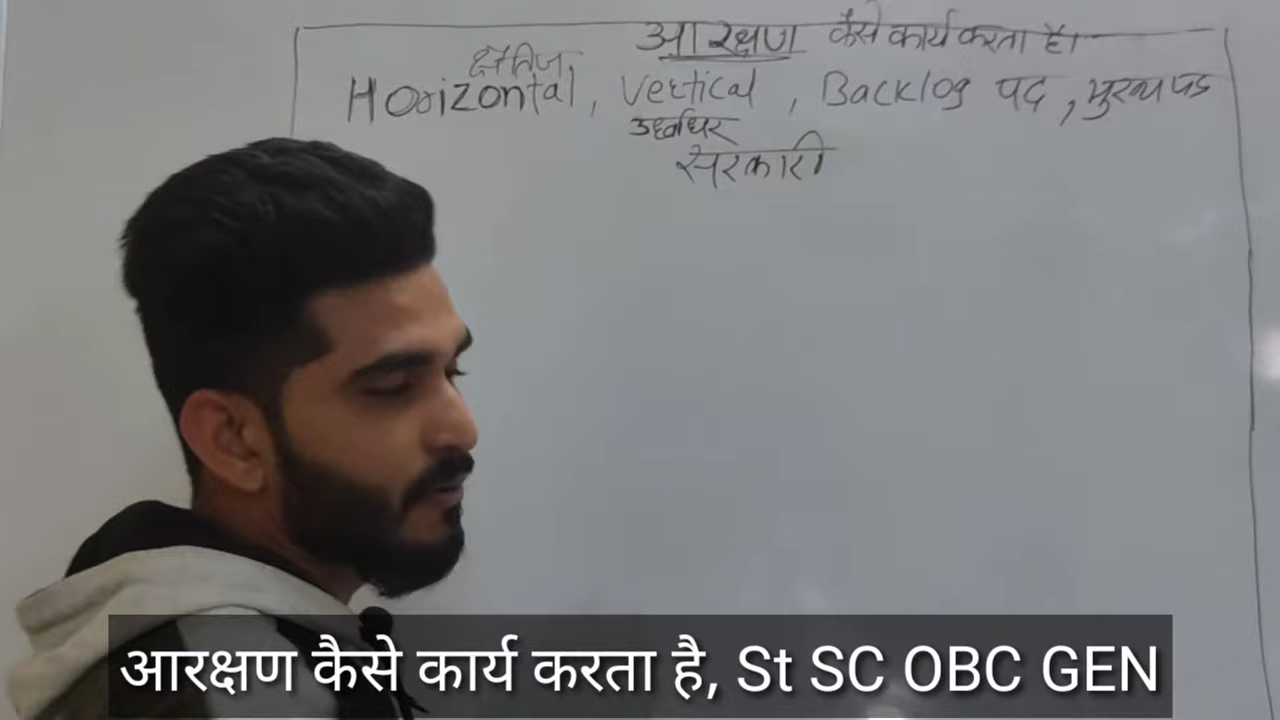 आरक्षण कैसे कार्य करता है।
क्षैतिज
Horizontal, Vertical, Backlog पद, मुख्य पद
उर्ध्वाधर
सरकारी
आरक्षण कैसे कार्य करता है, St SC OBC GEN